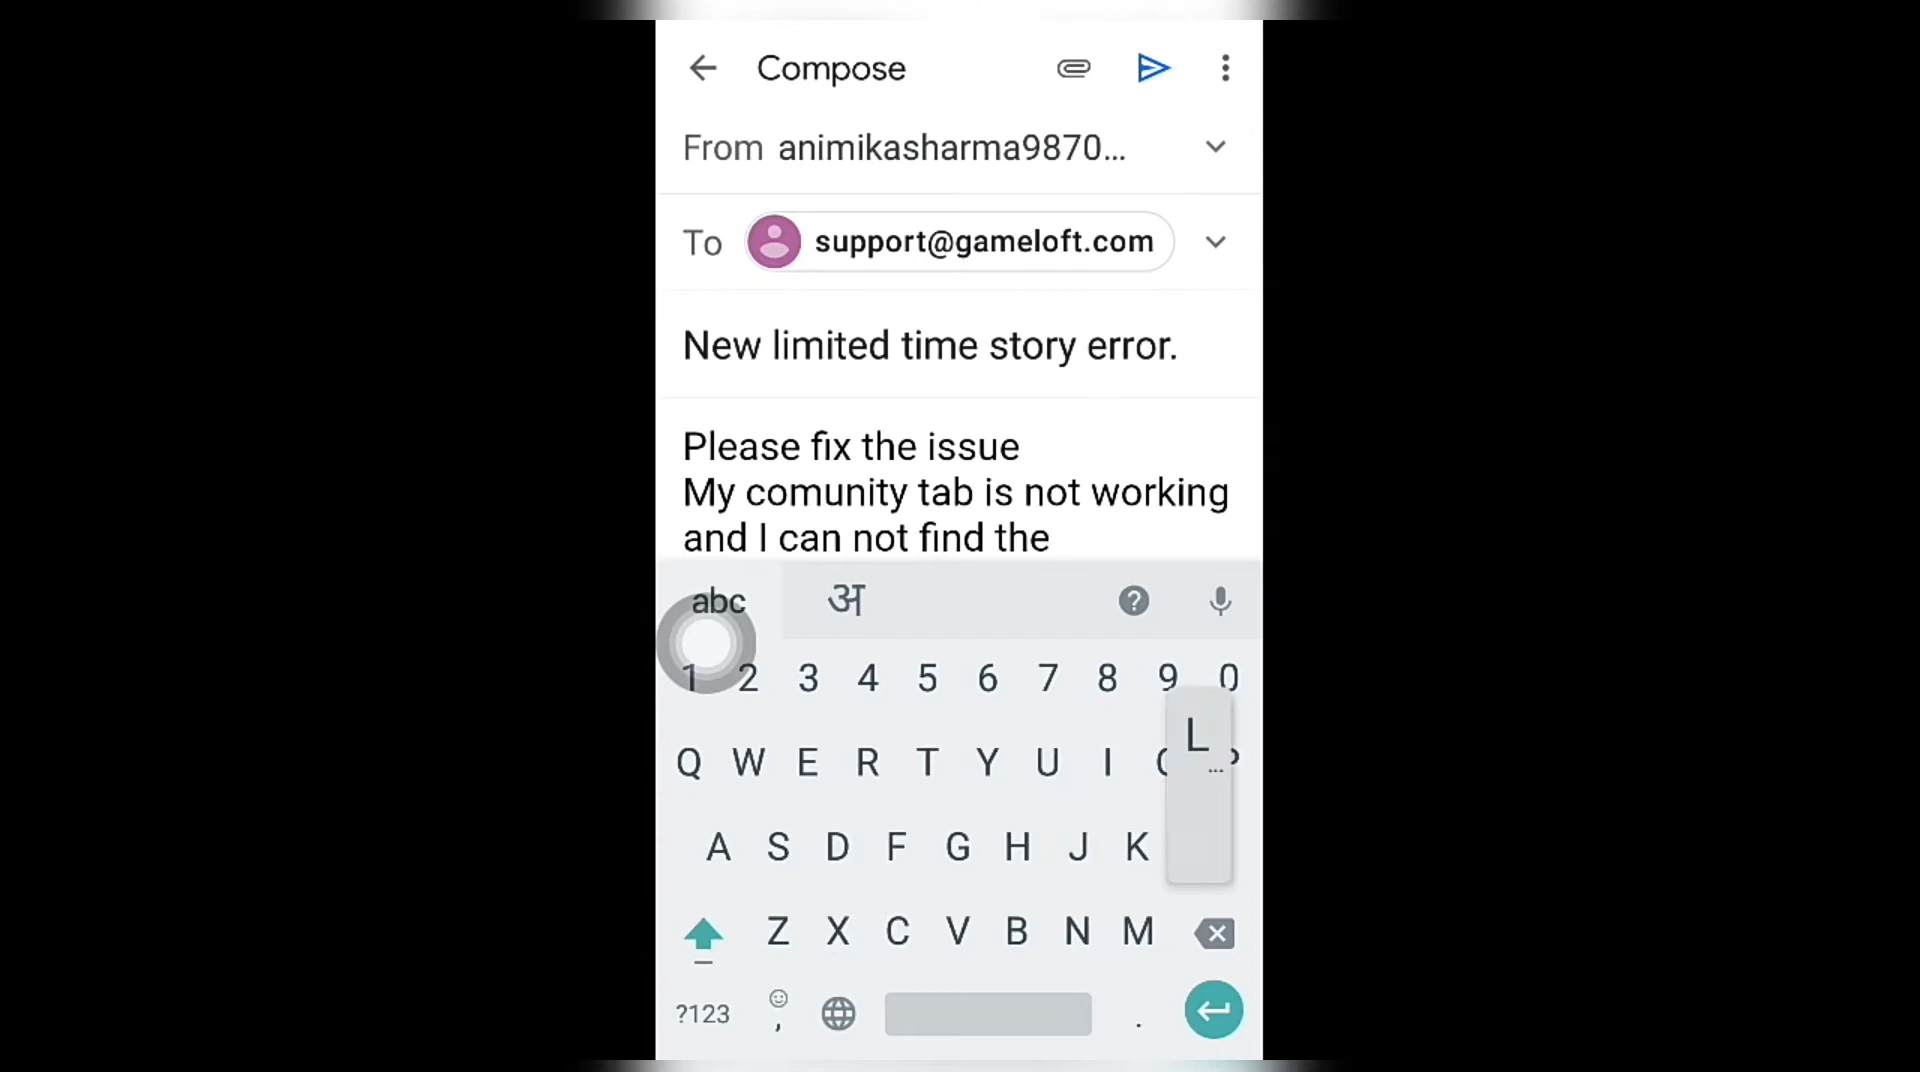 Compose
From animikasharma9870...
To support@gameloft.com
New limited time story error.
Please fix the issue
My comunity tab is not working
and I can not find the
abc अ
1 2 3 4 5 6 7 8 9 0
Q W E R T Y U I
L
...
A S D F G H J K
Z X C V B N M
?123 , .